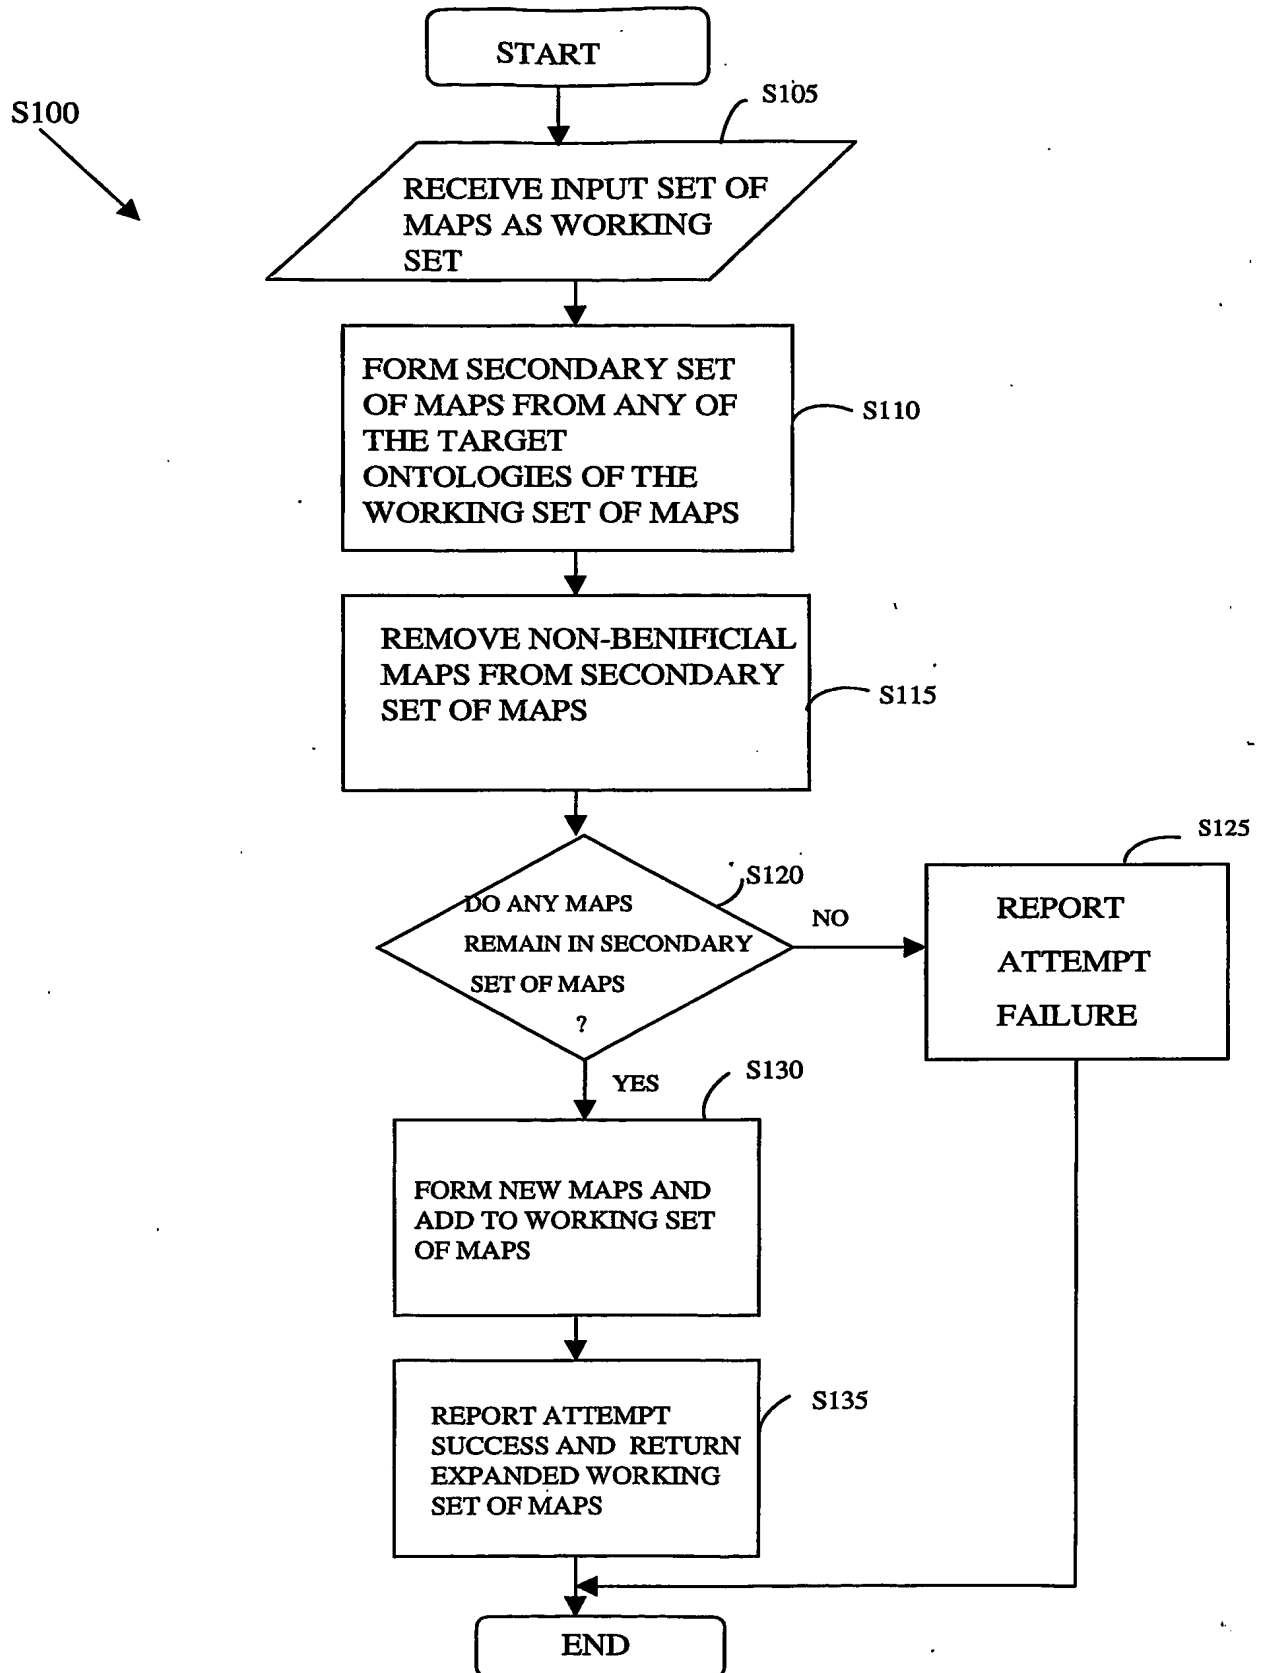 START
S100
S105
RECEIVE INPUT SET OF
MAPS AS WORKING
SET
FORM SECONDARY SET
OF MAPS FROM ANY OF
THE TARGET
ONTOLOGIES OF THE
WORKING SET OF MAPS
S110
REMOVE NON-BENIFICIAL
MAPS FROM SECONDARY
SET OF MAPS
S115
S120
DO ANY MAPS
REMAIN IN SECONDARY
SET OF MAPS
?
NO
S125
REPORT
ATTEMPT
FAILURE
YES
S130
FORM NEW MAPS AND
ADD TO WORKING SET
OF MAPS
S135
REPORT ATTEMPT
SUCCESS AND RETURN
EXPANDED WORKING
SET OF MAPS
END